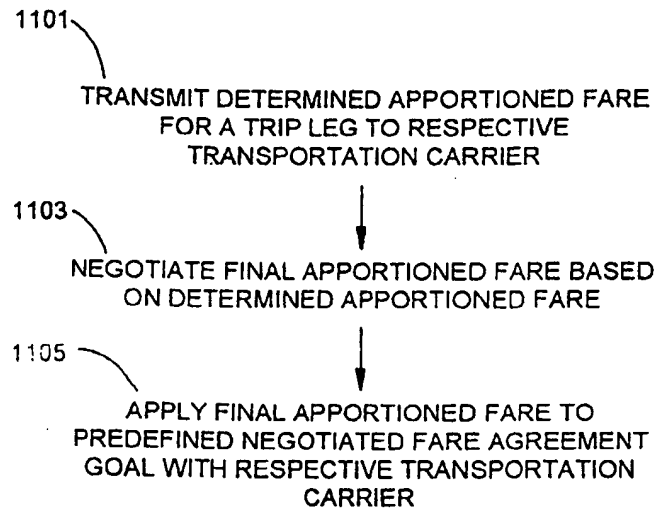 1101
TRANSMIT DETERMINED APPORTIONED FARE
FOR A TRIP LEG TO RESPECTIVE
TRANSPORTATION CARRIER
1103
NEGOTIATE FINAL APPORTIONED FARE BASED
ON DETERMINED APPORTIONED FARE
1105
APPLY FINAL APPORTIONED FARE TO
PREDEFINED NEGOTIATED FARE AGREEMENT
GOAL WITH RESPECTIVE TRANSPORTATION
CARRIER